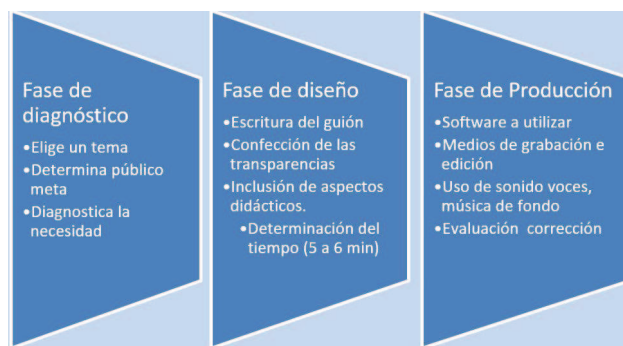 Fase de
diagnóstico
•Elige un tema
•Determina público
meta
•Diagnostica la
necesidad
Fase de diseño
•Escritura del guión
•Confección de las
transparencias
•Inclusión de aspectos
didácticos.
•Determinación del
tiempo (5 a 6 min)
Fase de Producción
•Software a utilizar
•Medios de grabación e
edición
•Uso de sonido voces,
música de fondo
•Evaluación corrección